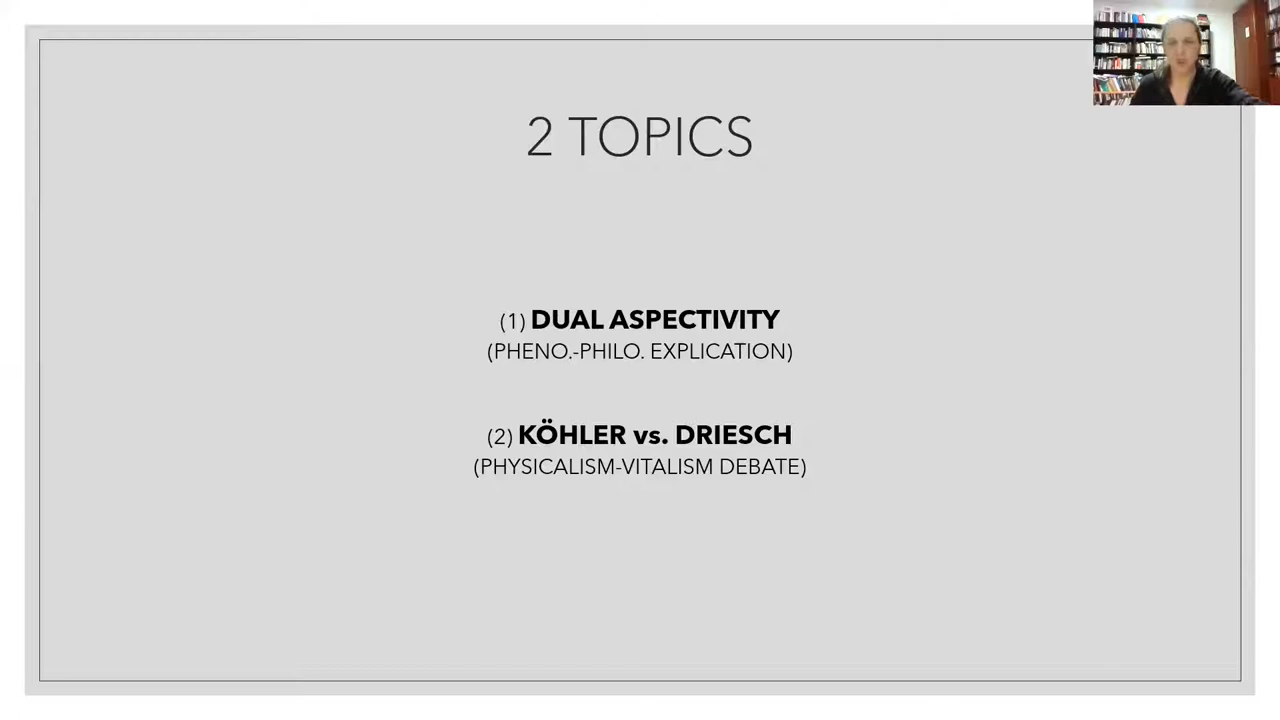 2 TOPICS
(1) DUAL ASPECTIVITY
(PHENO.-PHILO. EXPLICATION)
(2) KÖHLER vs. DRIESCH
(PHYSICALISM-VITALISM DEBATE)